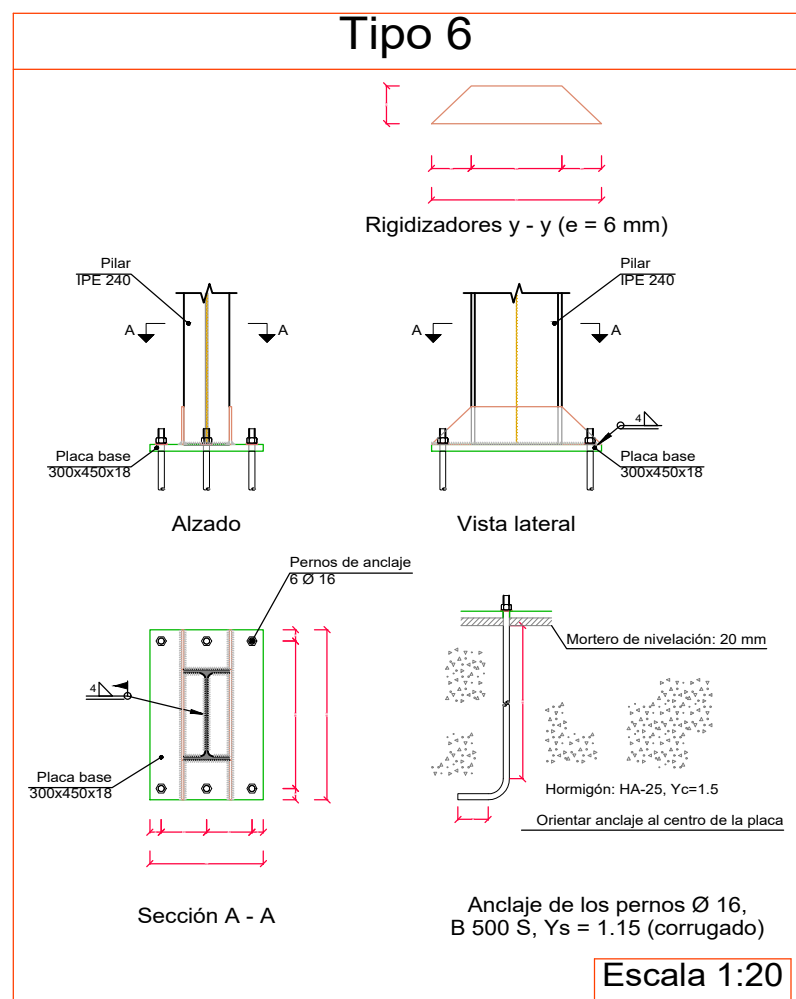 Tipo 6
Rigidizadores y - y (e = 6 mm)
Pilar
IPE 240
A
A
Placa base
300x450x18
Alzado
Pilar
IPE 240
A
A
4
Placa base
300x450x18
Vista lateral
Pernos de anclaje
6 Ø 16
4
Placa base
300x450x18
Sección A - A
Mortero de nivelación: 20 mm
Hormigón: HA-25, Yc=1.5
Orientar anclaje al centro de la placa
Anclaje de los pernos Ø 16,
B 500 S, Ys = 1.15 (corrugado)
Escala 1:20